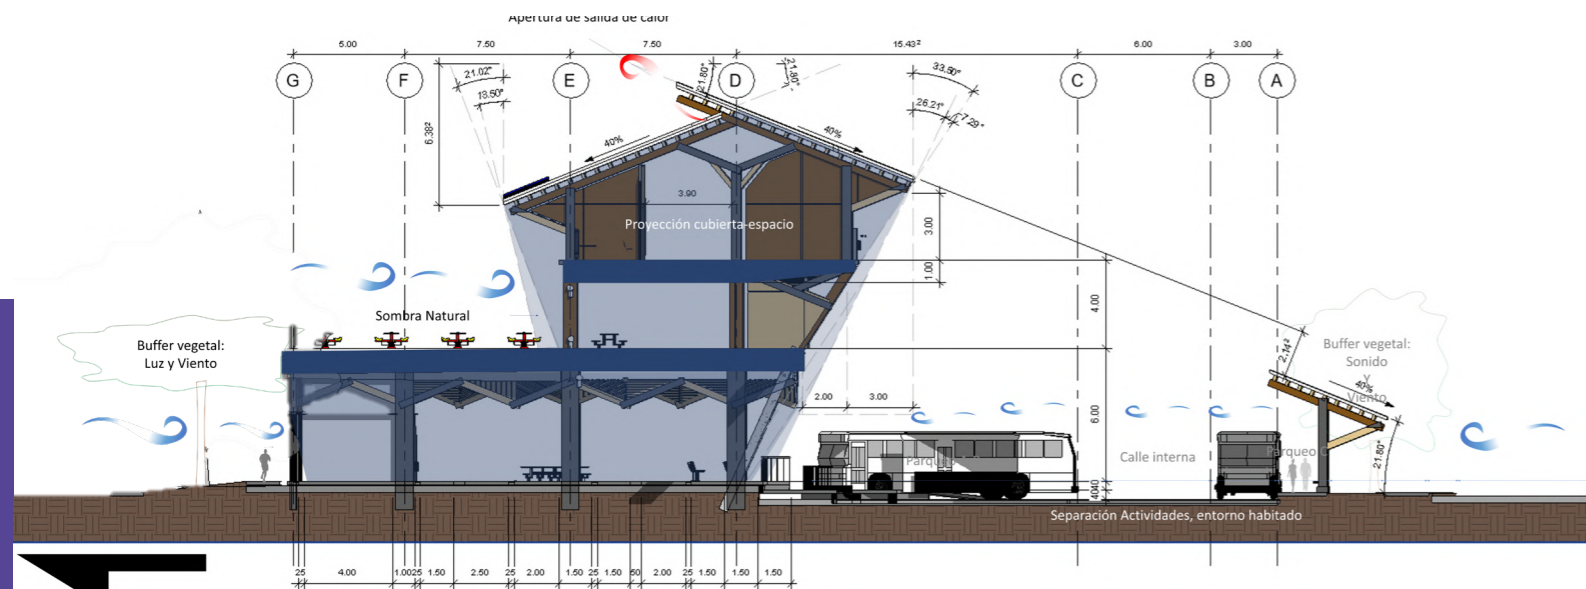 Apertura de salida de calor
5.00
7.50
7.50
15.43²
6.00
3.00
G
F
E
D
C
B
A
21.02°
13.50°
21.80°
21.80°
33.50°
26.21°
7.29°
6.38²
40%
40%
3.90
Proyección cubierta-espacio
3.00
1.00
4.00
Sombra Natural
Buffer vegetal:
Luz y Viento
Buffer vegetal:
Sonido
Y
Viento
2.14²
40%
2.00
3.00
6.00
Calle interna
21.80°
.40
.40
Separación Actividades, entorno habitado
25
4.00
1.00
25
1.50
2.50
25
2.00
1.50
25
1.50
50
2.00
25
1.50
1.50
1.50